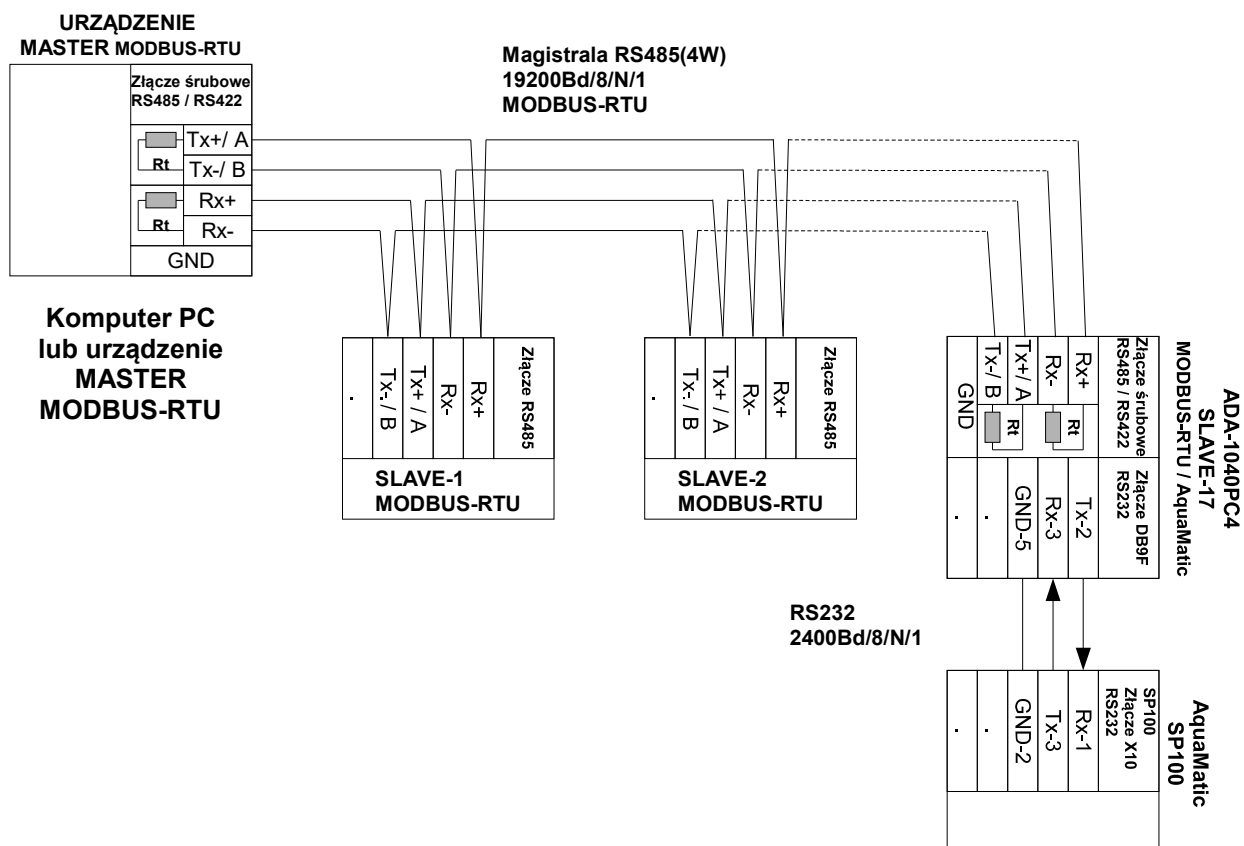 URZĄDZENIE
MASTER MODBUS-RTU
Złącze śrubowe
RS485 / RS422
Tx+/ A
Rt
Tx-/ B
Rx+
Rt
Rx-
GND
Komputer PC
lub urządzenie
MASTER
MODBUS-RTU
Magistrala RS485(4W)
19200Bd/8/N/1
MODBUS-RTU
Złącze RS485
Rx+
Rx-
Tx+ / A
Tx-. / B
.
SLAVE-1
MODBUS-RTU
Złącze RS485
Rx+
Rx-
Tx+ / A
Tx-. / B
.
SLAVE-2
MODBUS-RTU
ADA-1040PC4
SLAVE-17
MODBUS-RTU / AquaMatic
Złącze śrubowe
RS485 / RS422
Rx+
Rx-
Tx+/ A
Tx-/ B
GND
Rt
Rt
Złącze DB9F
RS232
Tx-2
Rx-3
GND-5
.
.
RS232
2400Bd/8/N/1
AquaMatic
SP100
SP100
Złącze X10
RS232
Rx-1
Tx-3
GND-2
.
.